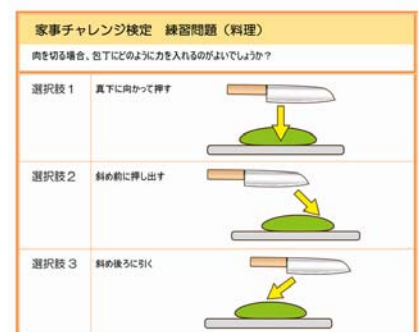 家事チャレンジ検定 練習問題（料理）
肉を切る場合、包丁にどのように力を入れるのがよいでしょうか？
選択肢1 真下に向かって押す
選択肢2 斜め前に押し出す
選択肢3 斜め後ろに引く